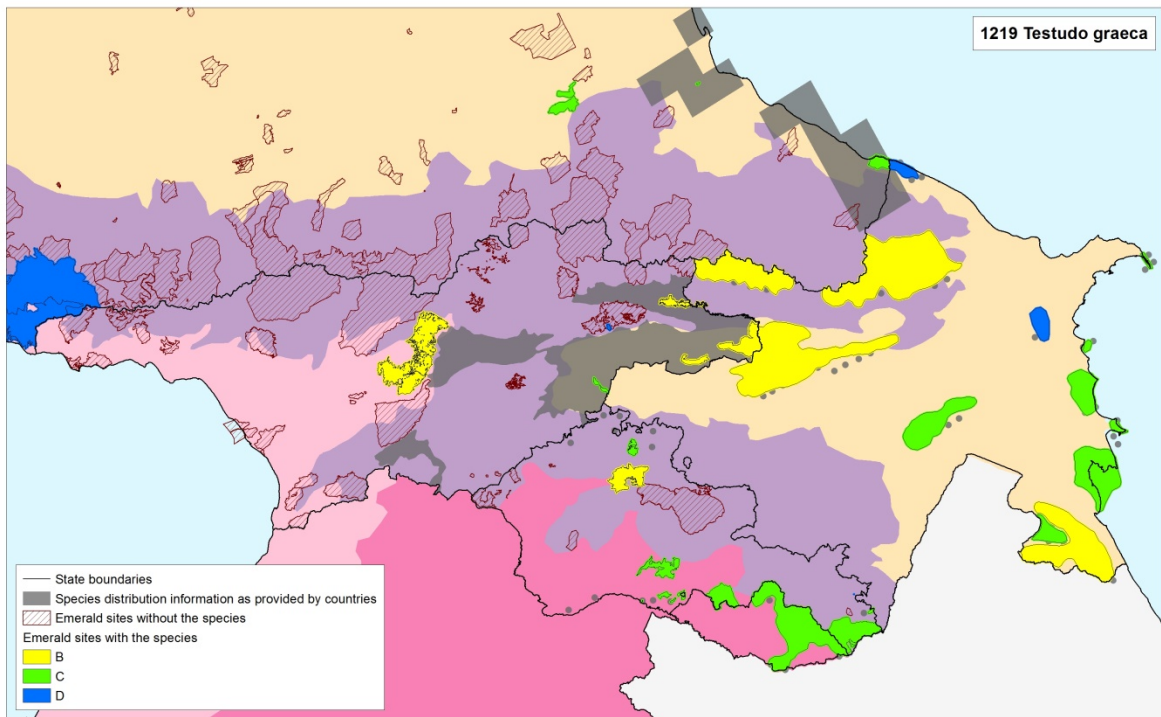 1219 Testudo graeca
State boundaries
Species distribution information as provided by countries
Emerald sites without the species
Emerald sites with the species
B
C
D